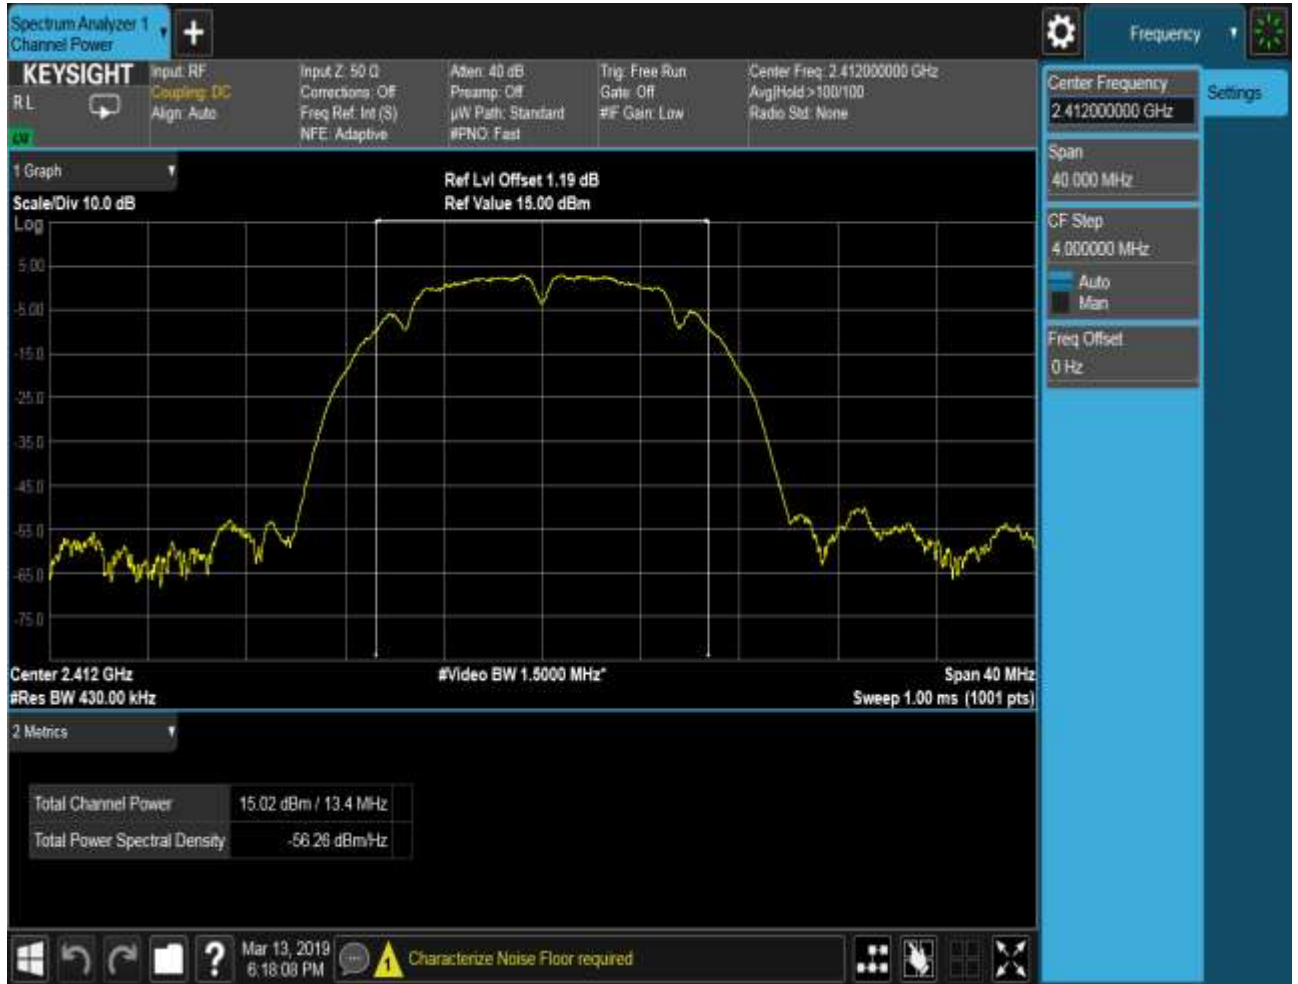 Spectrum Analyzer 1
Channel Power
+
Frequency
KEYSIGHT
RL
Input: RF
Coupling: DC
Align: Auto
Input Z: 50 Ω
Corrections: Off
Freq Ref: Int (S)
NFE: Adaptive
Atten: 40 dB
Preamp: Off
µW Path: Standard
#PNO: Fast
Trig: Free Run
Gate: Off
#IF Gain: Low
Center Freq: 2.412000000 GHz
Avg|Hold:>100/100
Radio Std: None
1 Graph
Scale/Div 10.0 dB
Ref Lvl Offset 1.19 dB
Ref Value 15.00 dBm
Log
5.00
-5.00
-15.0
-25.0
-35.0
-45.0
-55.0
-65.0
-75.0
Center 2.412 GHz
#Video BW 1.5000 MHz*
Span 40 MHz
#Res BW 430.00 kHz
Sweep 1.00 ms (1001 pts)
2 Metrics
Total Channel Power
15.02 dBm / 13.4 MHz
Total Power Spectral Density
-56.26 dBm/Hz
Mar 13, 2019
6:18:08 PM
?
1
Characterize Noise Floor required
Center Frequency
2.412000000 GHz
Settings
Span
40.000 MHz
CF Step
4.000000 MHz
Auto
Man
Freq Offset
0 Hz